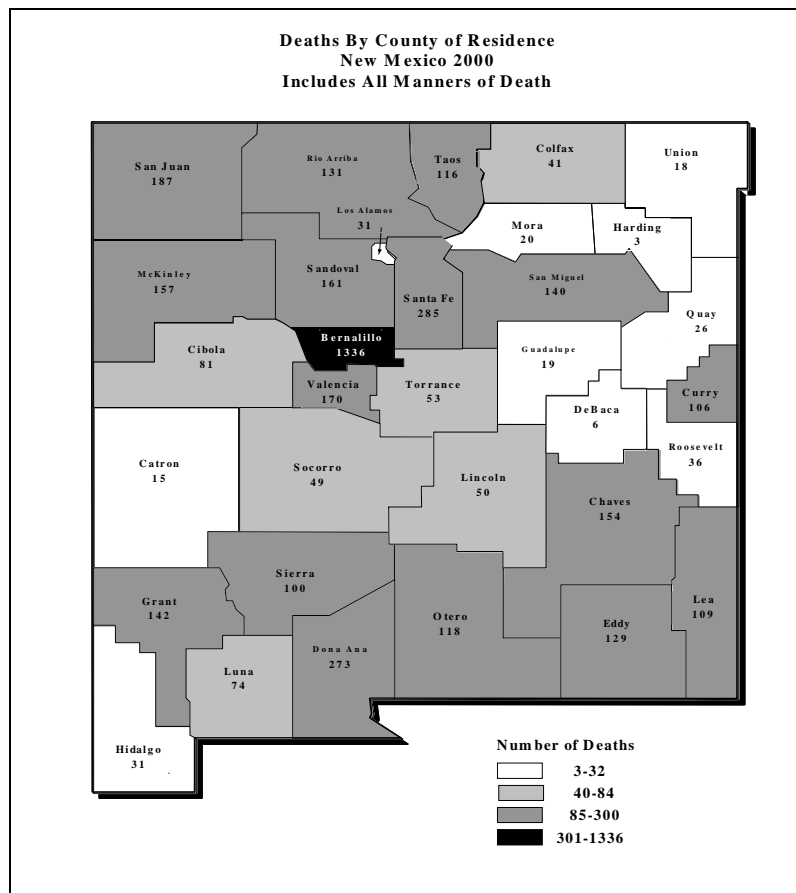 Deaths By County of Residence
New Mexico 2000
Includes All Manners of Death
San Juan
187
Rio Arriba
131
Taos
116
Colfax
41
Union
18
Los Alamos
31
Mora
20
Harding
3
McKinley
157
Sandoval
161
Santa Fe
285
San Miguel
140
Quay
26
Cibola
81
Bernalillo
1336
Guadalupe
19
Valencia
170
Torrance
53
Curry
106
DeBaca
6
Catron
15
Socorro
49
Lincoln
50
Roosevelt
36
Chaves
154
Sierra
100
Grant
142
Otero
118
Eddy
129
Lea
109
Dona Ana
273
Luna
74
Hidalgo
31
Number of Deaths
3-32
40-84
85-300
301-1336